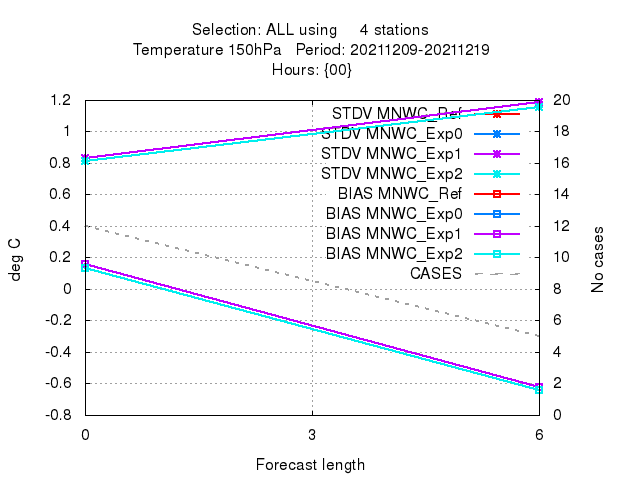 Selection: ALL using 4 stations
Temperature 150hPa Period: 20211209-20211219
Hours: {00}
1.2
1
0.8
0.6
0.4
0.2
0
-0.2
-0.4
-0.6
-0.8
deg C
STDV MNWC_Ref
STDV MNWC_Exp0
STDV MNWC_Exp1
STDV MNWC_Exp2
BIAS MNWC_Ref
BIAS MNWC_Exp0
BIAS MNWC_Exp1
BIAS MNWC_Exp2
CASES
20
18
16
14
12
10
8
6
4
2
0
No cases
0 3 6
Forecast length